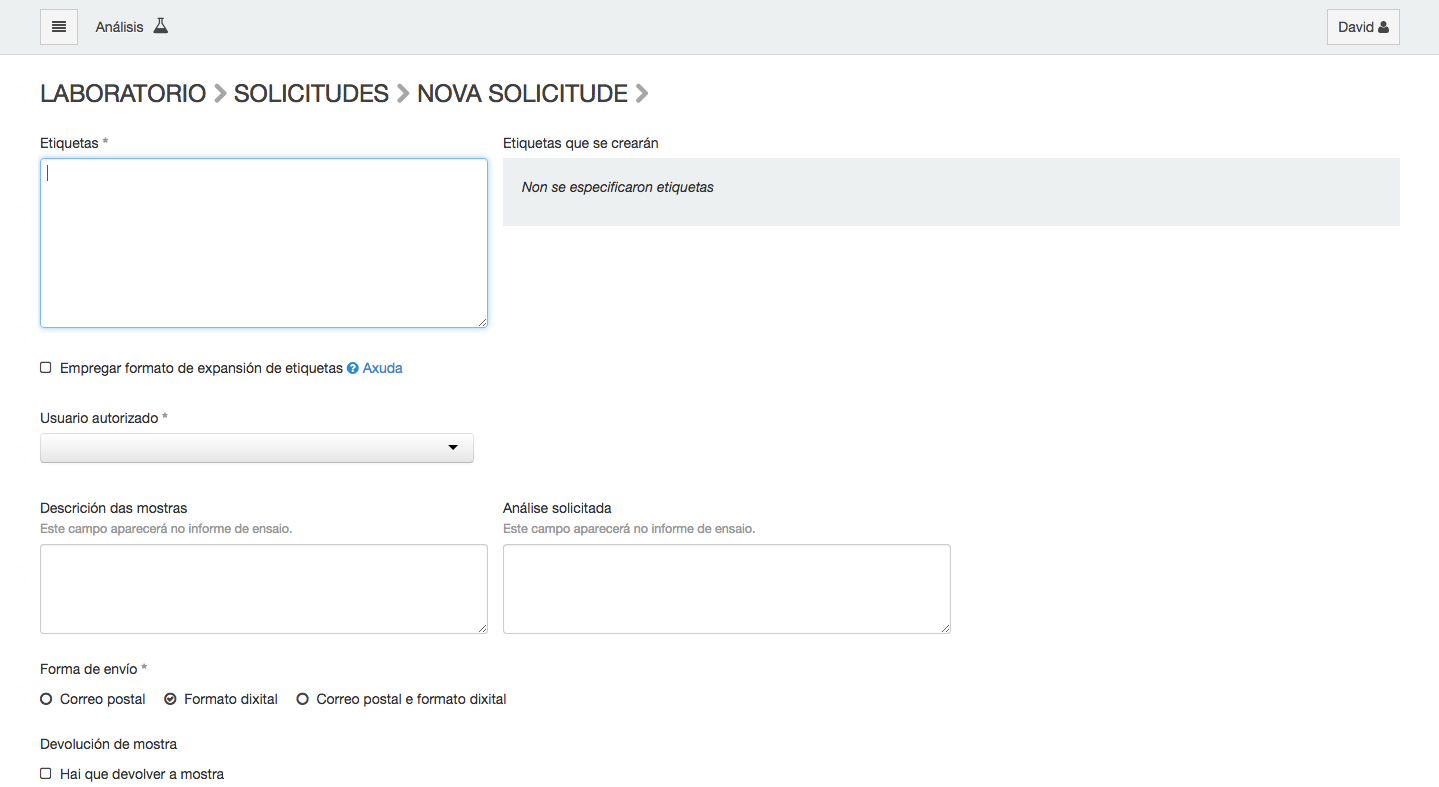 Análisis
David
LABORATORIO SOLICITUDES NOVA SOLICITUDE
Etiquetas *
Etiquetas que se crearán
Non se especificaron etiquetas
Empregar formato de expansión de etiquetas ? Axuda
Usuario autorizado *
Descrición das mostras
Este campo aparecerá no informe de ensaio.
Análise solicitada
Este campo aparecerá no informe de ensaio.
Forma de envío *
Correo postal Formato dixital Correo postal e formato dixital
Devolución de mostra
Hai que devolver a mostra